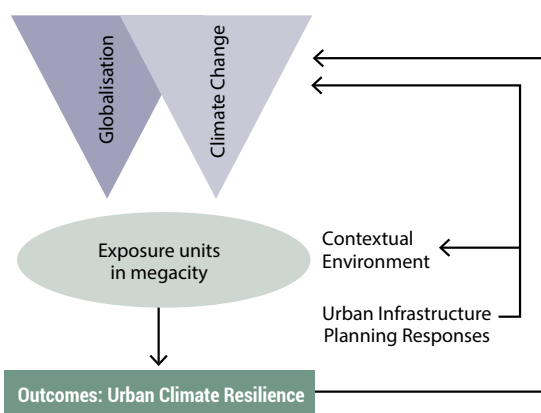 Globalisation
Climate Change
Exposure units
in megacity
Contextual
Environment
Urban Infrastructure
Planning Responses
Outcomes: Urban Climate Resilience